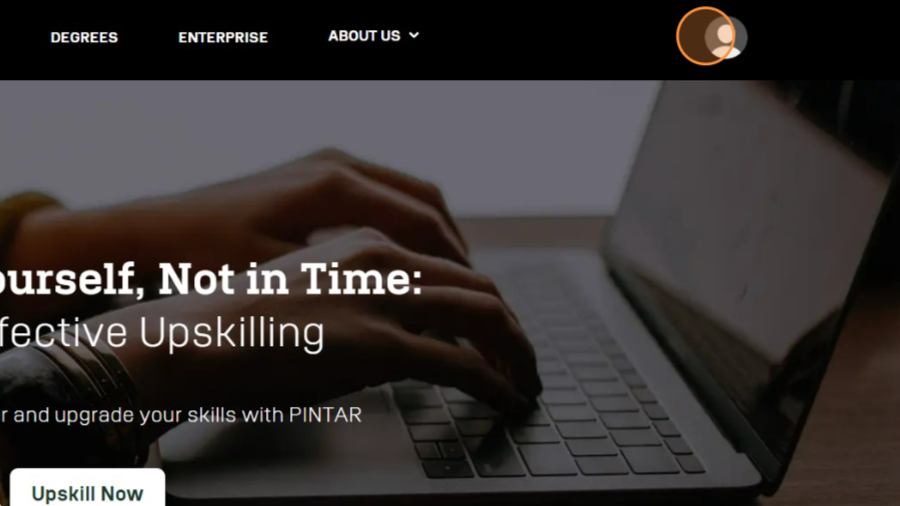 DEGREES
ENTERPRISE
ABOUT US
ourself, Not in Time:
fective Upskilling
r and upgrade your skills with PINTAR
Upskill Now